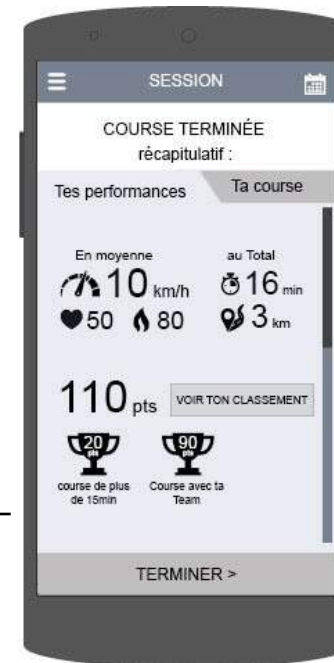 SESSION
COURSE TERMINÉE
récapitulatif :
Tes performances
Ta course
En moyenne
au Total
10 km/h
16 min
50
80
3 km
110 pts
VOIR TON CLASSEMENT
20 pts
90 pts
course de plus
de 15min
Course avec ta
Team
TERMINER >